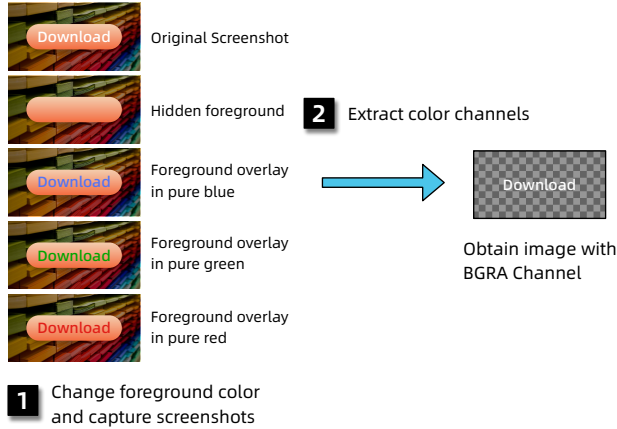 Download
Original Screenshot
Hidden foreground
2 Extract color channels
Download
Foreground overlay
in pure blue
Download
Download
Foreground overlay
in pure green
Obtain image with
BGRA Channel
Download
Foreground overlay
in pure red
1 Change foreground color
and capture screenshots